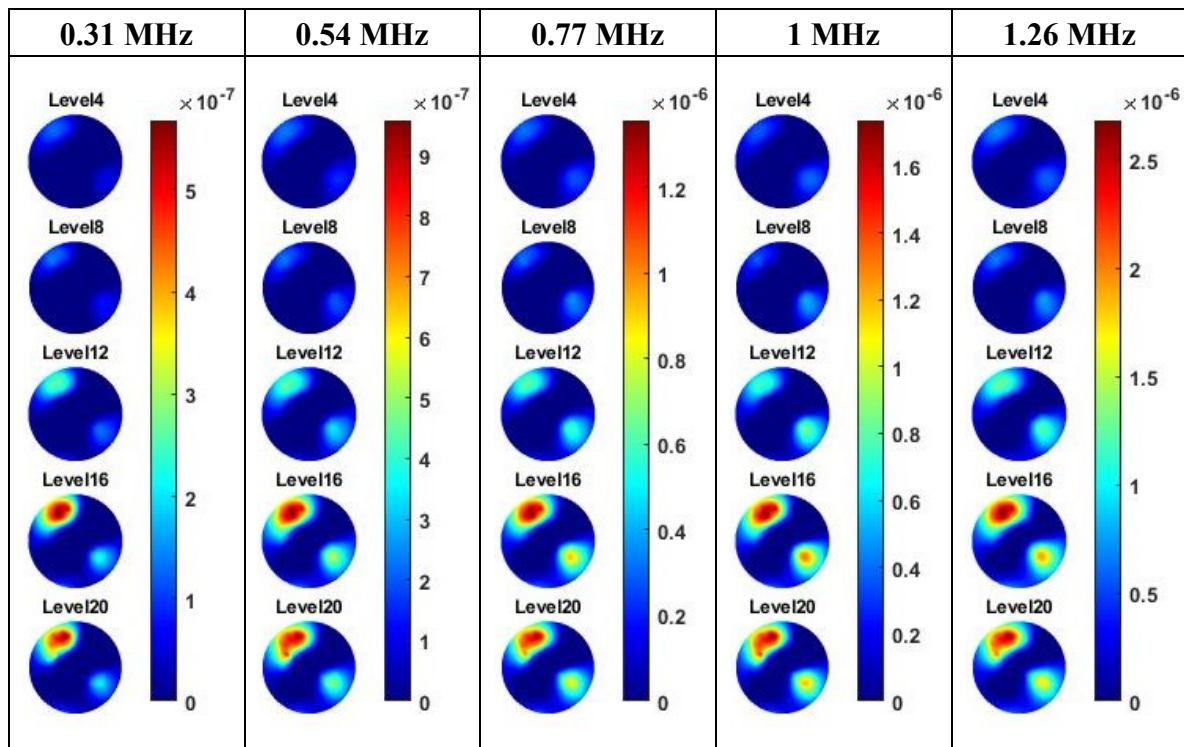 0.31 MHz
0.54 MHz
0.77 MHz
1 MHz
1.26 MHz
×10⁻⁷
Level4
Level8
Level12
Level16
Level20
5
4
3
2
1
0
×10⁻⁷
Level4
Level8
Level12
Level16
Level20
9
8
7
6
5
4
3
2
1
0
×10⁻⁶
Level4
Level8
Level12
Level16
Level20
1.2
1
0.8
0.6
0.4
0.2
0
×10⁻⁶
Level4
Level8
Level12
Level16
Level20
1.6
1.4
1.2
1
0.8
0.6
0.4
0.2
0
×10⁻⁶
Level4
Level8
Level12
Level16
Level20
2.5
2
1.5
1
0.5
0